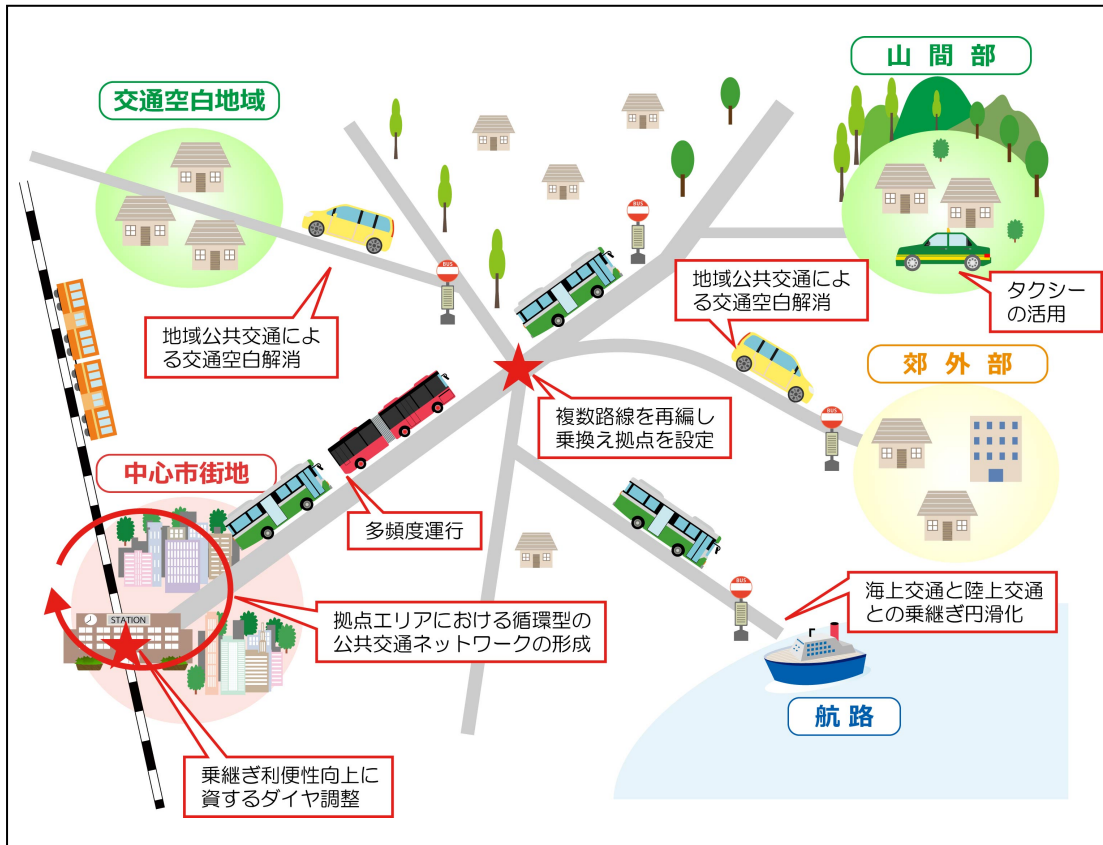 山間部
交通空白地域
BUS
BUS
地域公共交通によ
る交通空白解消
タクシー
の活用
地域公共交通によ
る交通空白解消
郊外部
複数路線を再編し
乗換え拠点を設定
BUS
中心市街地
多頻度運行
BUS
海上交通と陸上交通
との乗継ぎ円滑化
STATION
拠点エリアにおける循環型の
公共交通ネットワークの形成
航路
乗継ぎ利便性向上に
資するダイヤ調整